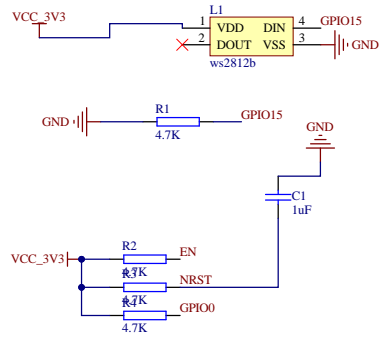 L1
VCC_3V3
1 VDD DIN 4 GPIO15
2 DOUT VSS 3 GND
ws2812b
R1
GND GPIO15
4.7K
GND
C1
1uF
R2
EN
VCC_3V3
4.7K
R3
NRST
4.7K
R4
GPIO0
4.7K